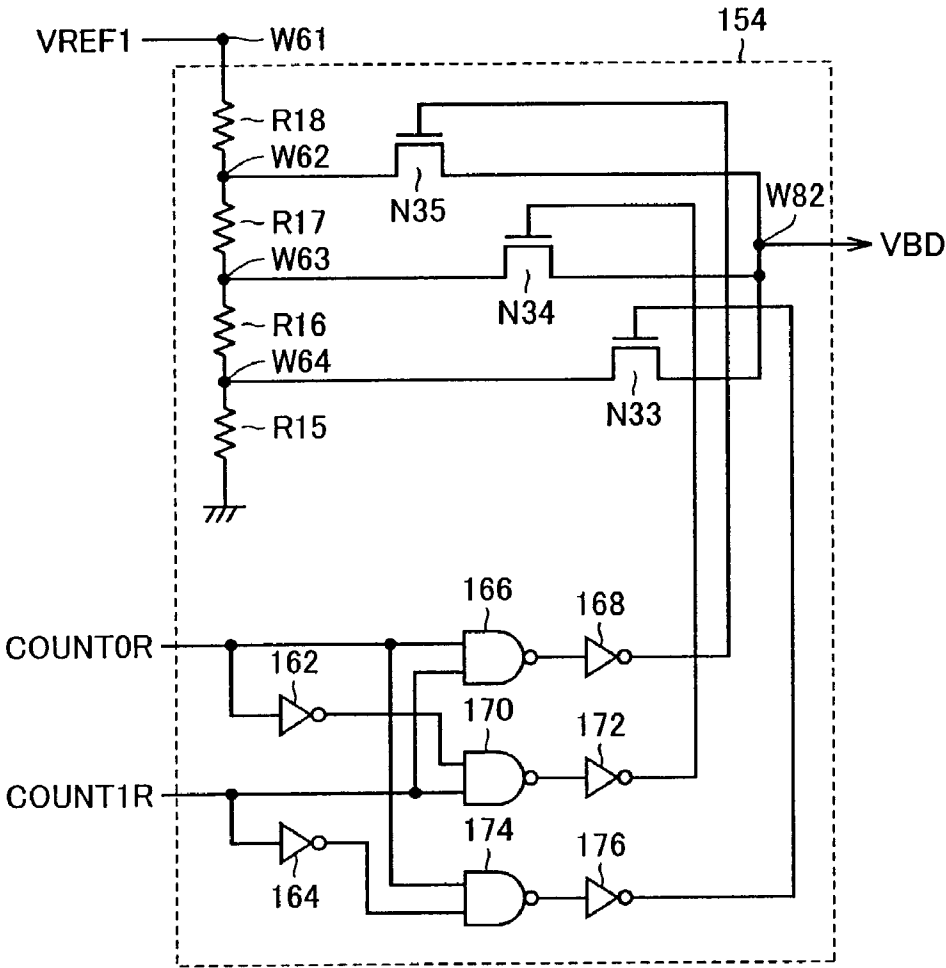 154
VREF1
W61
R18
W62
N35
W82
R17
VBD
W63
N34
R16
W64
N33
R15
166
168
COUNT0R
162
170
172
COUNT1R
174
176
164